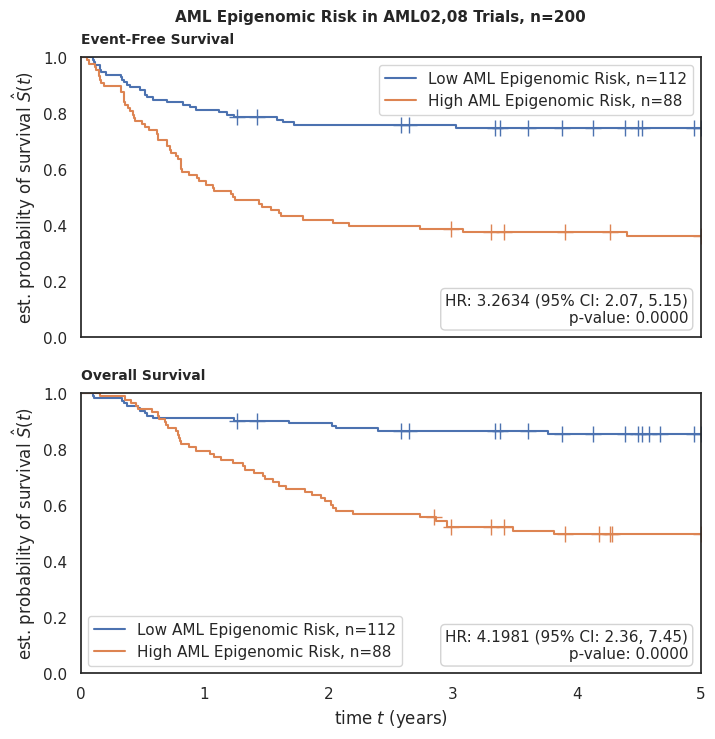 AML Epigenomic Risk in AML02,08 Trials, n=200
Event-Free Survival
1.0
0.8
0.6
0.4
0.2
0.0
est. probability of survival Ŝ(t)
Low AML Epigenomic Risk, n=112
High AML Epigenomic Risk, n=88
HR: 3.2634 (95% CI: 2.07, 5.15)
p-value: 0.0000
Overall Survival
1.0
0.8
0.6
0.4
0.2
0.0
est. probability of survival Ŝ(t)
Low AML Epigenomic Risk, n=112
High AML Epigenomic Risk, n=88
HR: 4.1981 (95% CI: 2.36, 7.45)
p-value: 0.0000
0 1 2 3 4 5
time t (years)